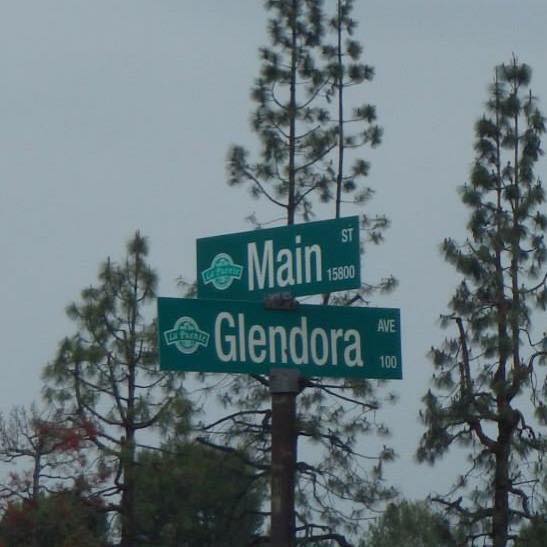 La Puente Main ST 15800
La Puente Glendora AVE 100